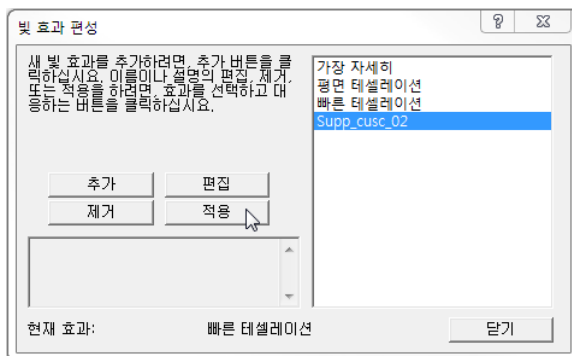 빛 효과 편성
새 빛 효과를 추가하려면, 추가 버튼을 클
릭하십시요. 이름이나 설명의 편집, 제거,
또는 적용을 하려면, 효과를 선택하고 대
응하는 버튼을 클릭하십시요.
가장 자세히
평면 테셀레이션
빠른 테셀레이션
Supp_cusc_02
추가
편집
제거
적용
현재 효과:
빠른 테셀레이션
닫기